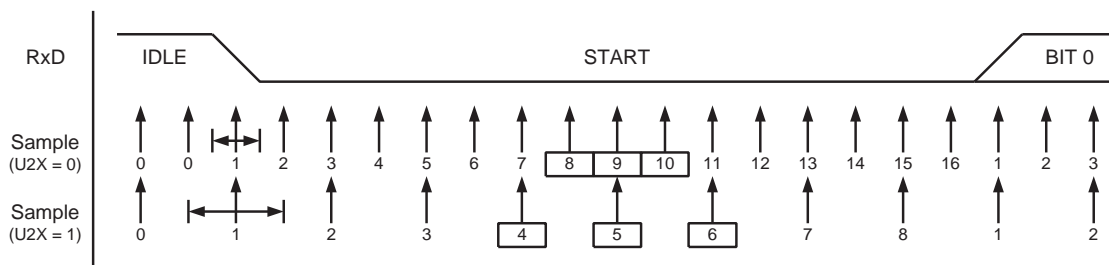 RxD IDLE START BIT 0
Sample
(U2X = 0)
0 0 1 2 3 4 5 6 7 8 9 10 11 12 13 14 15 16 1 2 3
Sample
(U2X = 1)
0 1 2 3 4 5 6 7 8 1 2